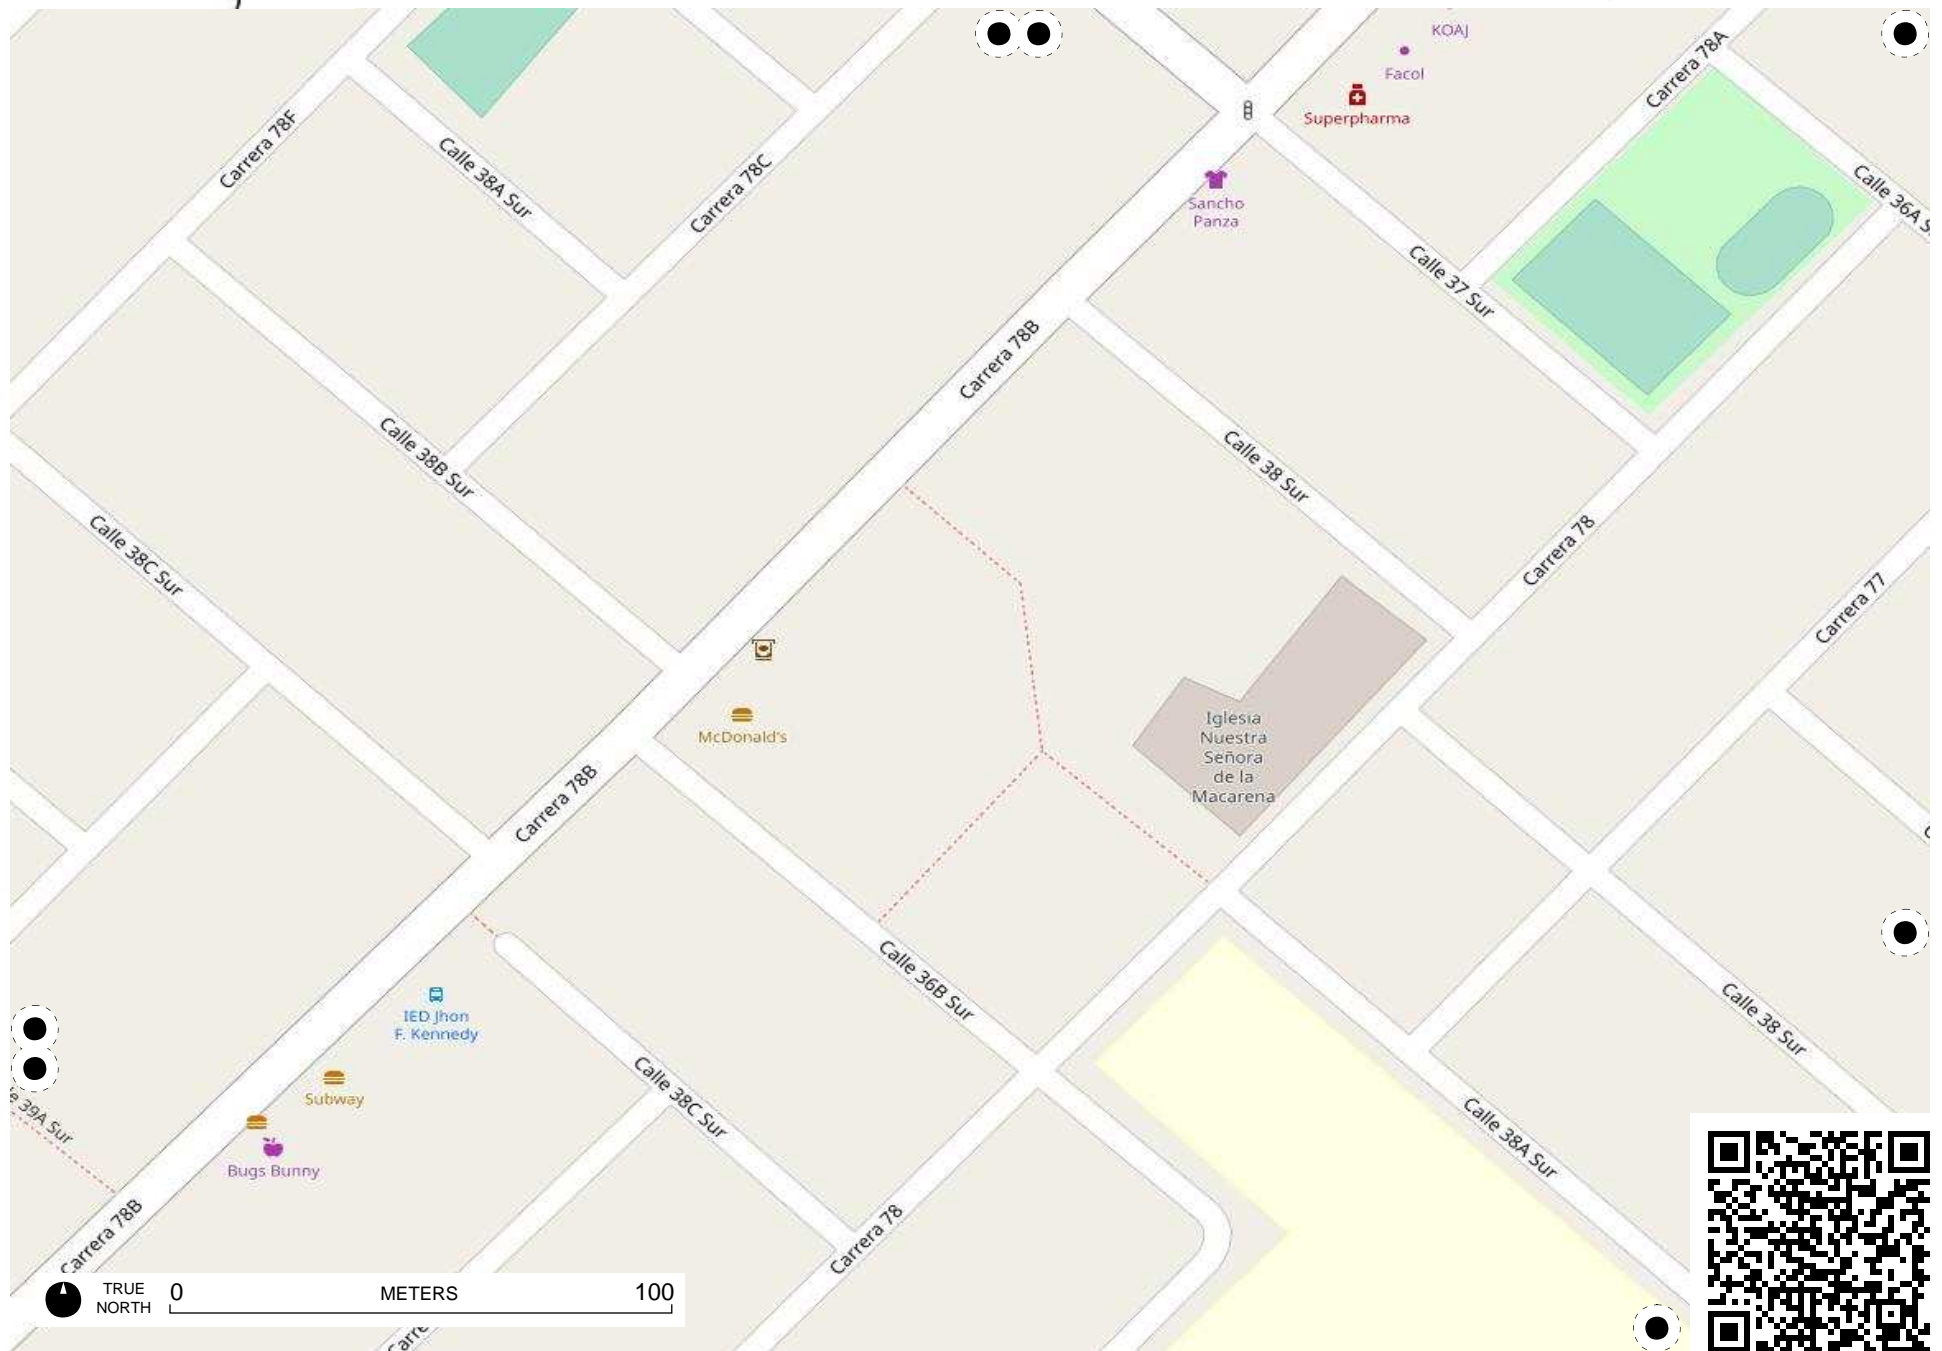 KOAJ
Facol
Superpharma
Carrera 78A
Carrera 78F
Calle 38A Sur
Carrera 78C
Sancho
Panza
Calle 36A S
Calle 37 Sur
Carrera 78B
Calle 38B Sur
Calle 38 Sur
Calle 38C Sur
Carrera 78
Carrera 77
McDonald's
Iglesia
Nuestra
Señora
de la
Macarena
Carrera 78B
Calle 36B Sur
IED Jhon
F. Kennedy
Calle 38 Sur
Subway
Calle 38C Sur
e 39A Sur
Calle 38A Sur
Bugs Bunny
Carrera 78B
Carrera 78
TRUE
NORTH
0 METERS 100
Carre